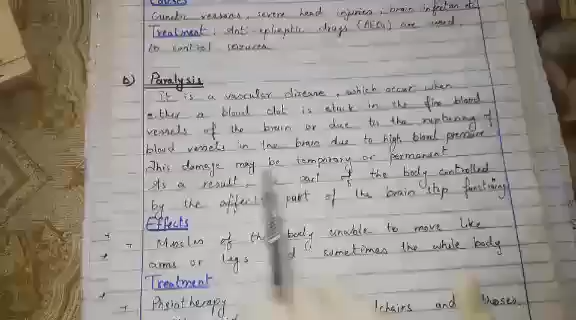 Causes
Genetic reasons, severe head injuries, brain infection etc
Treatment: Anti epileptic drugs (AEDs) are used
to control seizures
b) Paralysis
It is a vascular disease, which occur when
either a blood clot is stuck in the fine blood
vessels of the brain or due to the rupturing of
blood vessels in the brain due to high blood pressure
This damage may be temporary or permanent
As a result, part of the body controlled
by the part of the brain stop functioning
Effects
Muscles of the body unable to move like
arms or legs sometimes the whole body
Treatment
and